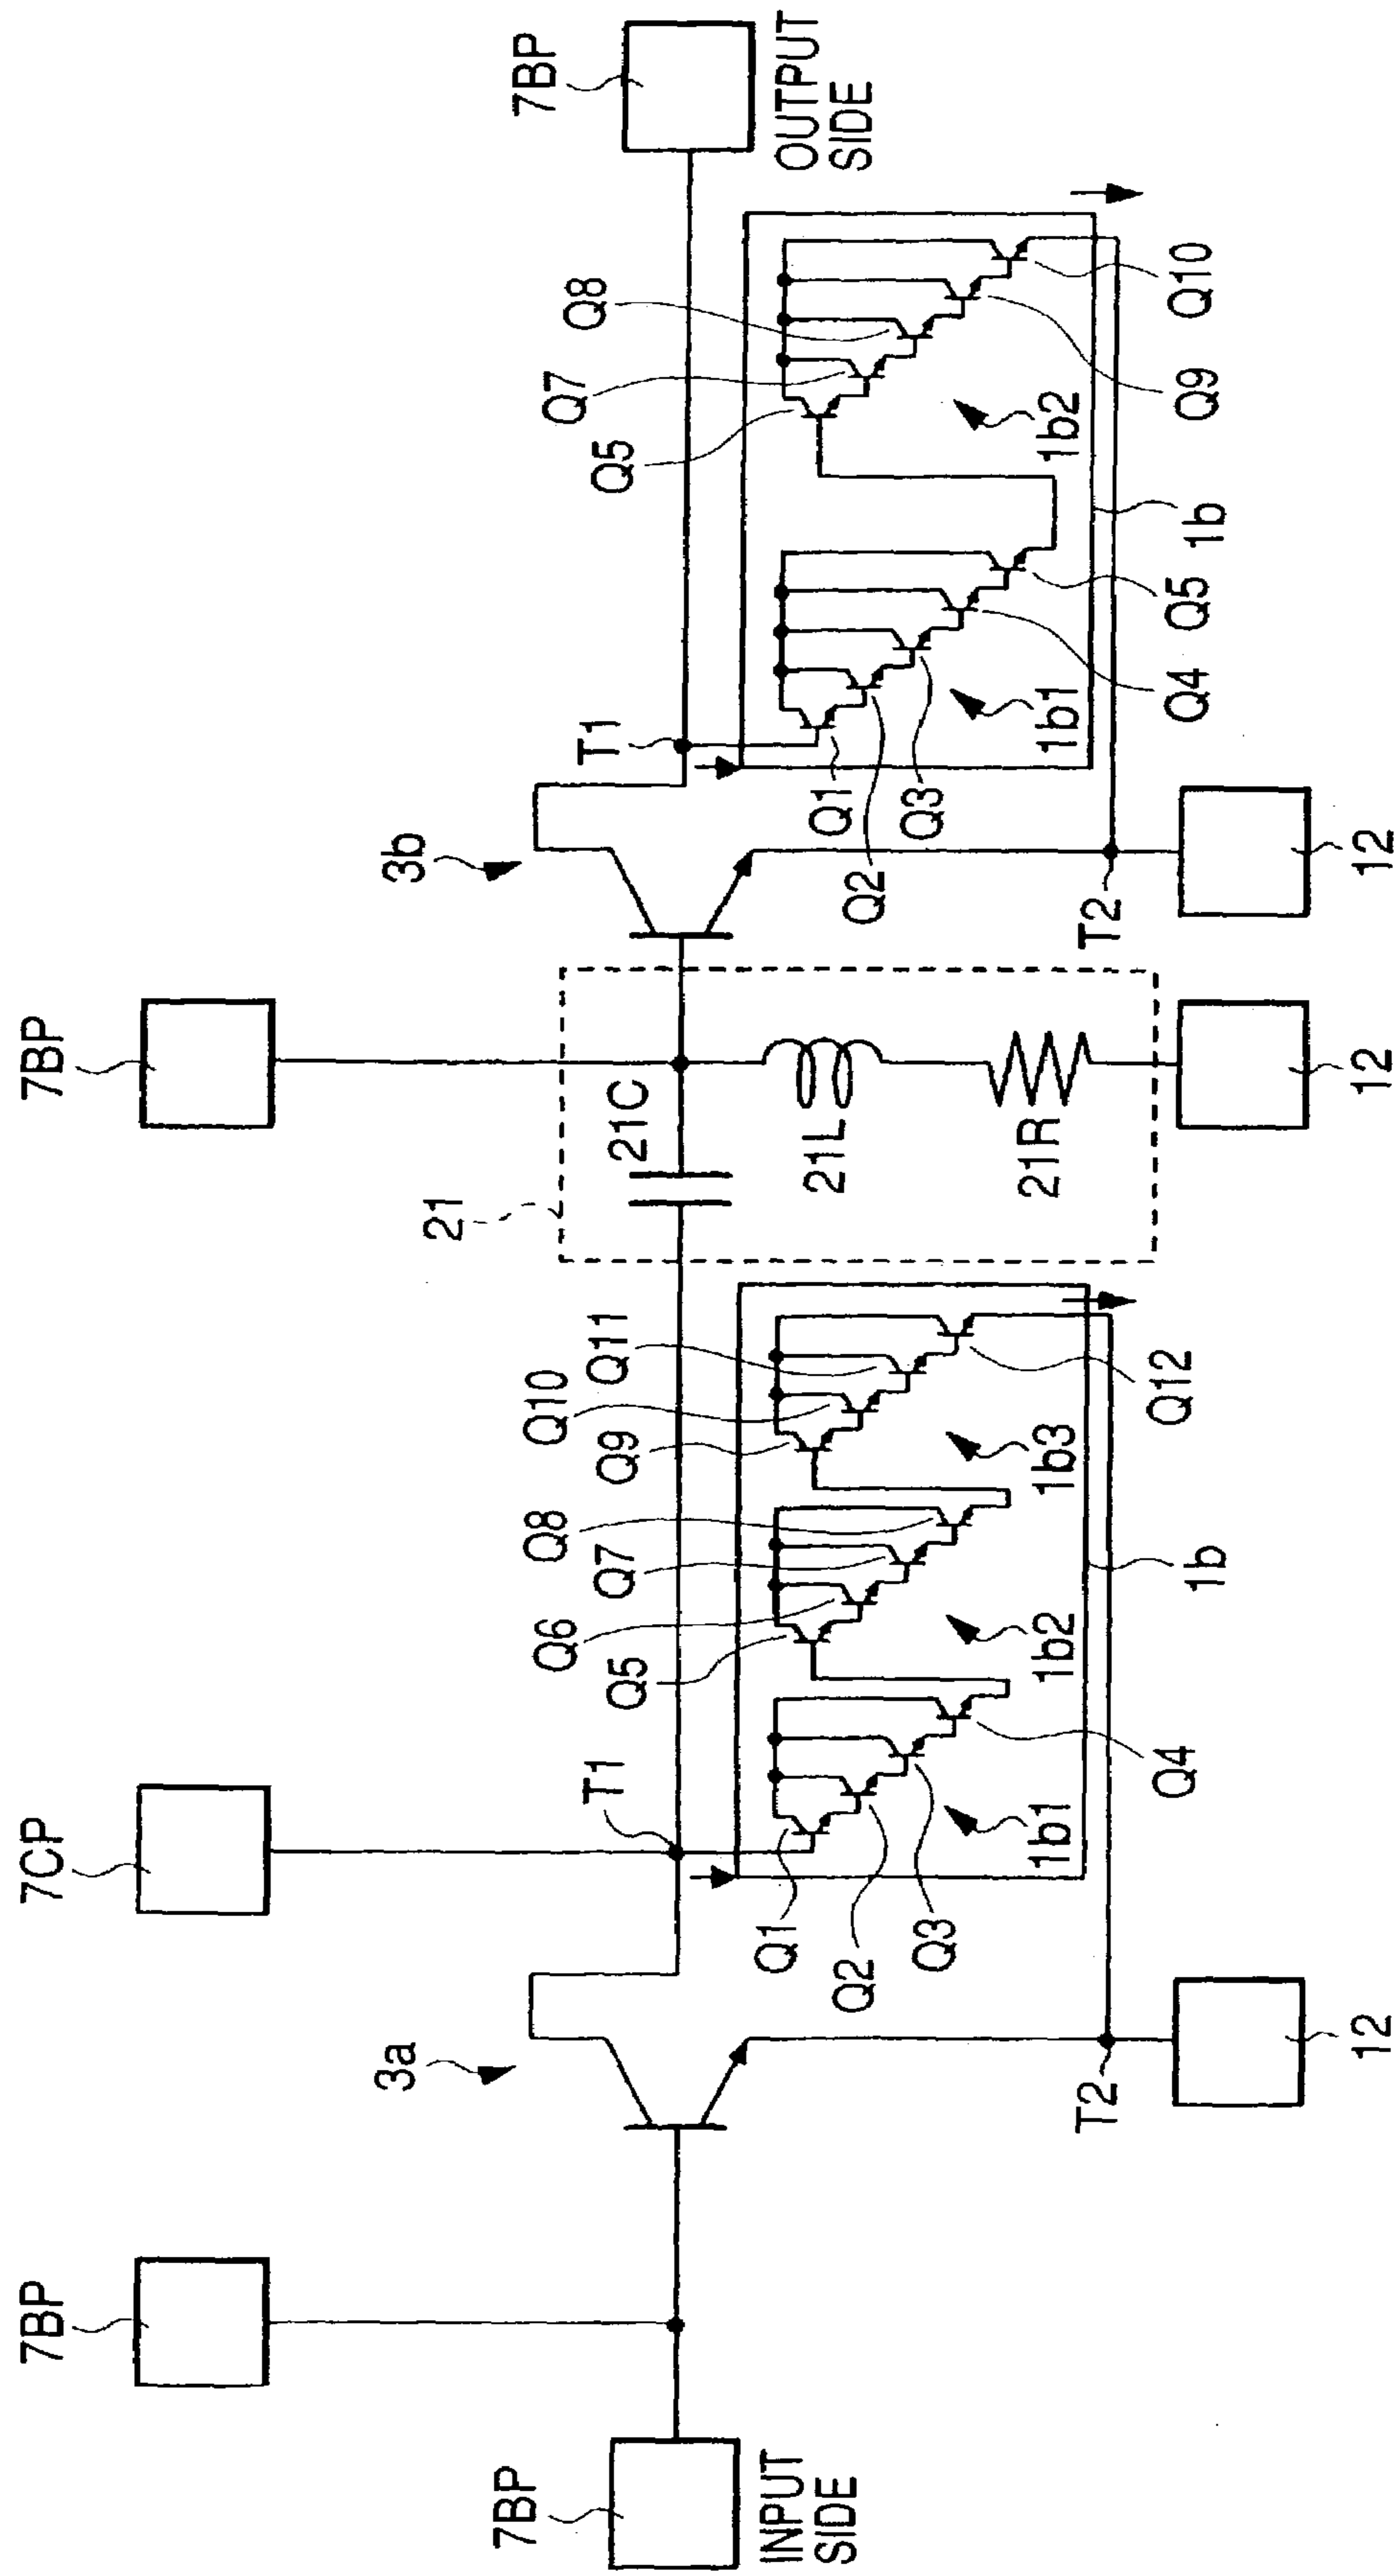 7BP
7CP
7BP
7BP
INPUT
SIDE
3a
T1
Q1
Q2
Q3
1b1
Q4
Q5
Q6
Q7
Q8
1b2
Q9
Q10
Q11
1b3
Q12
1b
T2
12
21
21C
21L
21R
12
3b
T1
Q1
Q2
Q3
1b1
Q4
Q5
Q5
Q7
Q8
1b2
Q9
Q10
1b
T2
12
7BP
OUTPUT
SIDE